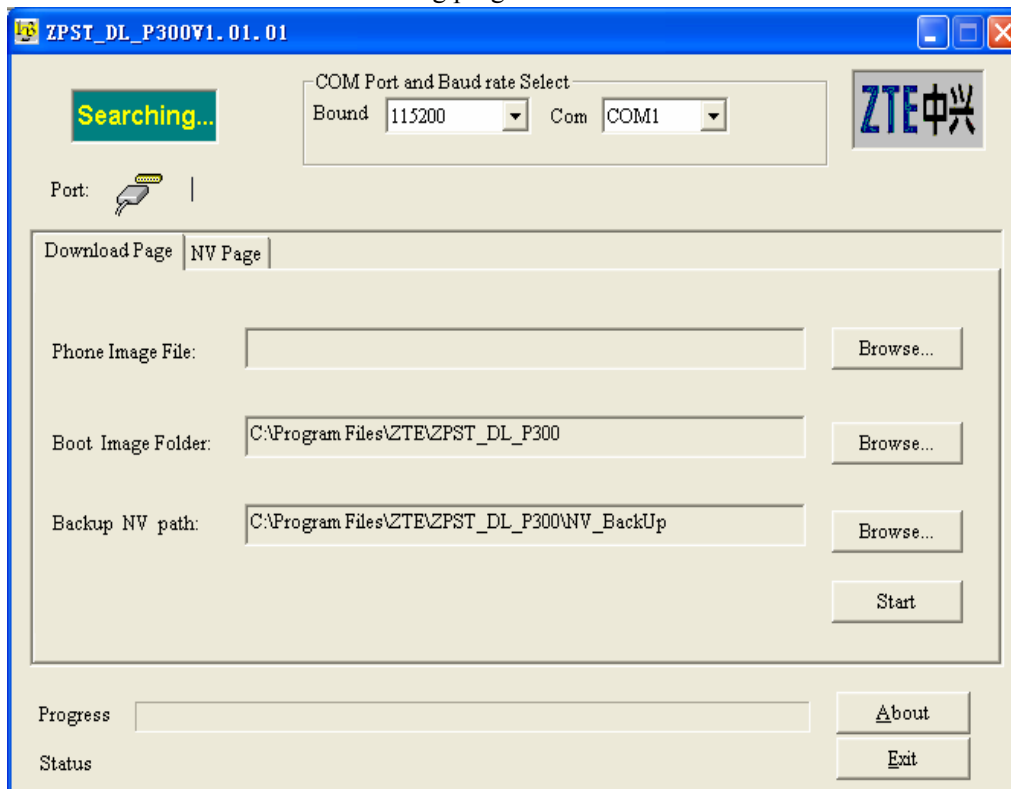 ng prog
ZPST_DL_P300V1.01.01
COM Port and Baud rate Select
Searching...
Bound 115200 Com COM1
ZTE中兴
Port:
Download Page NV Page
Phone Image File: Browse...
Boot Image Folder: C:\Program Files\ZTE\ZPST_DL_P300 Browse...
Backup NV path: C:\Program Files\ZTE\ZPST_DL_P300\NV_BackUp Browse...
Start
Progress About
Status Exit